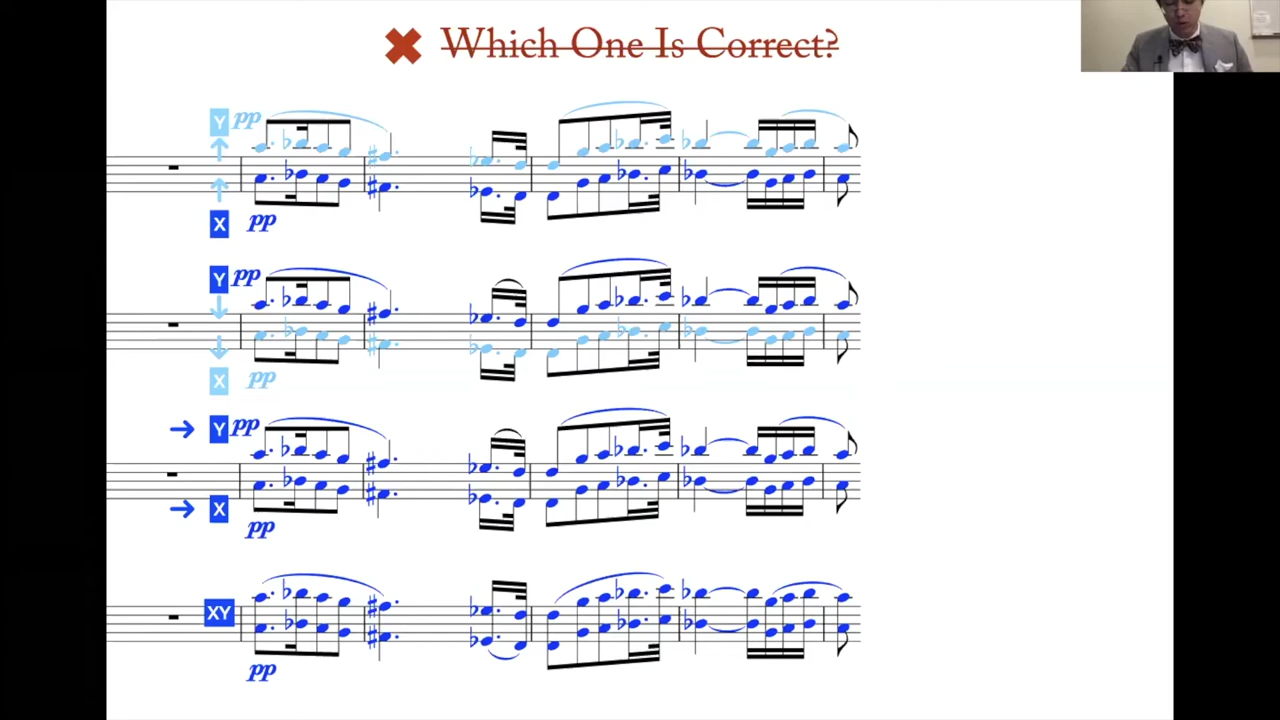 ✖ Which One Is Correct?
Y pp
X pp
Y pp
X pp
→ Y pp
→ X pp
XY
pp